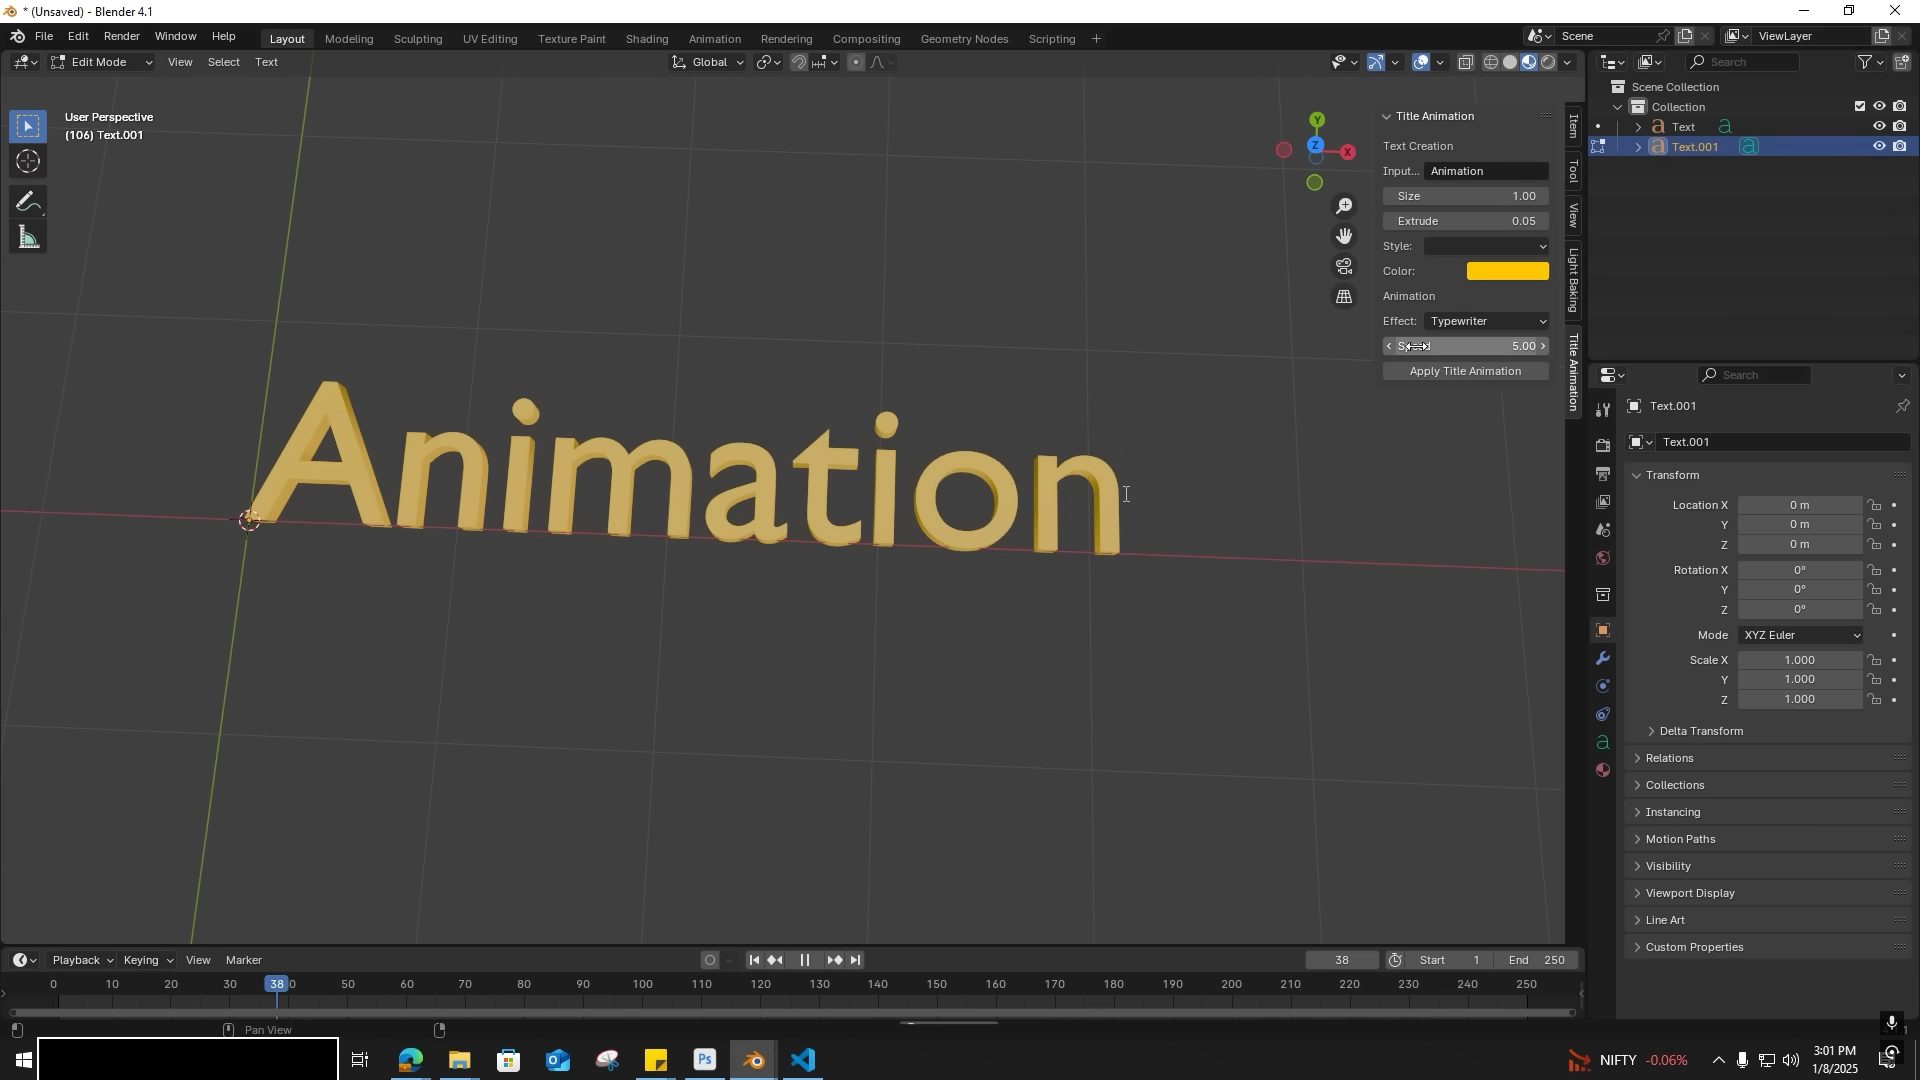 * (Unsaved) - Blender 4.1
File Edit Render Window Help Layout Modeling Sculpting UV Editing Texture Paint Shading Animation Rendering Compositing Geometry Nodes Scripting + Scene ViewLayer
Edit Mode View Select Text Global Search
User Perspective
(106) Text.001
Scene Collection
Collection
Text
Text.001
Y
Z
X
Title Animation
Text Creation
Input... Animation
Size 1.00
Extrude 0.05
Style:
Color:
Animation
Effect: Typewriter
5.00
Apply Title Animation
Item
Tool
View
Light Baking
Title Animation
Animation
Search
Text.001
Text.001
Transform
Location X 0 m
Y 0 m
Z 0 m
Rotation X 0°
Y 0°
Z 0°
Mode XYZ Euler
Scale X 1.000
Y 1.000
Z 1.000
Delta Transform
Relations
Collections
Instancing
Motion Paths
Visibility
Viewport Display
Line Art
Custom Properties
Playback Keying View Marker 38 Start 1 End 250
0 10 20 30 38 0 50 60 70 80 90 100 110 120 130 140 150 160 170 180 190 200 210 220 230 240 250
Pan View
Ps
NIFTY -0.06%
3:01 PM
1/8/2025